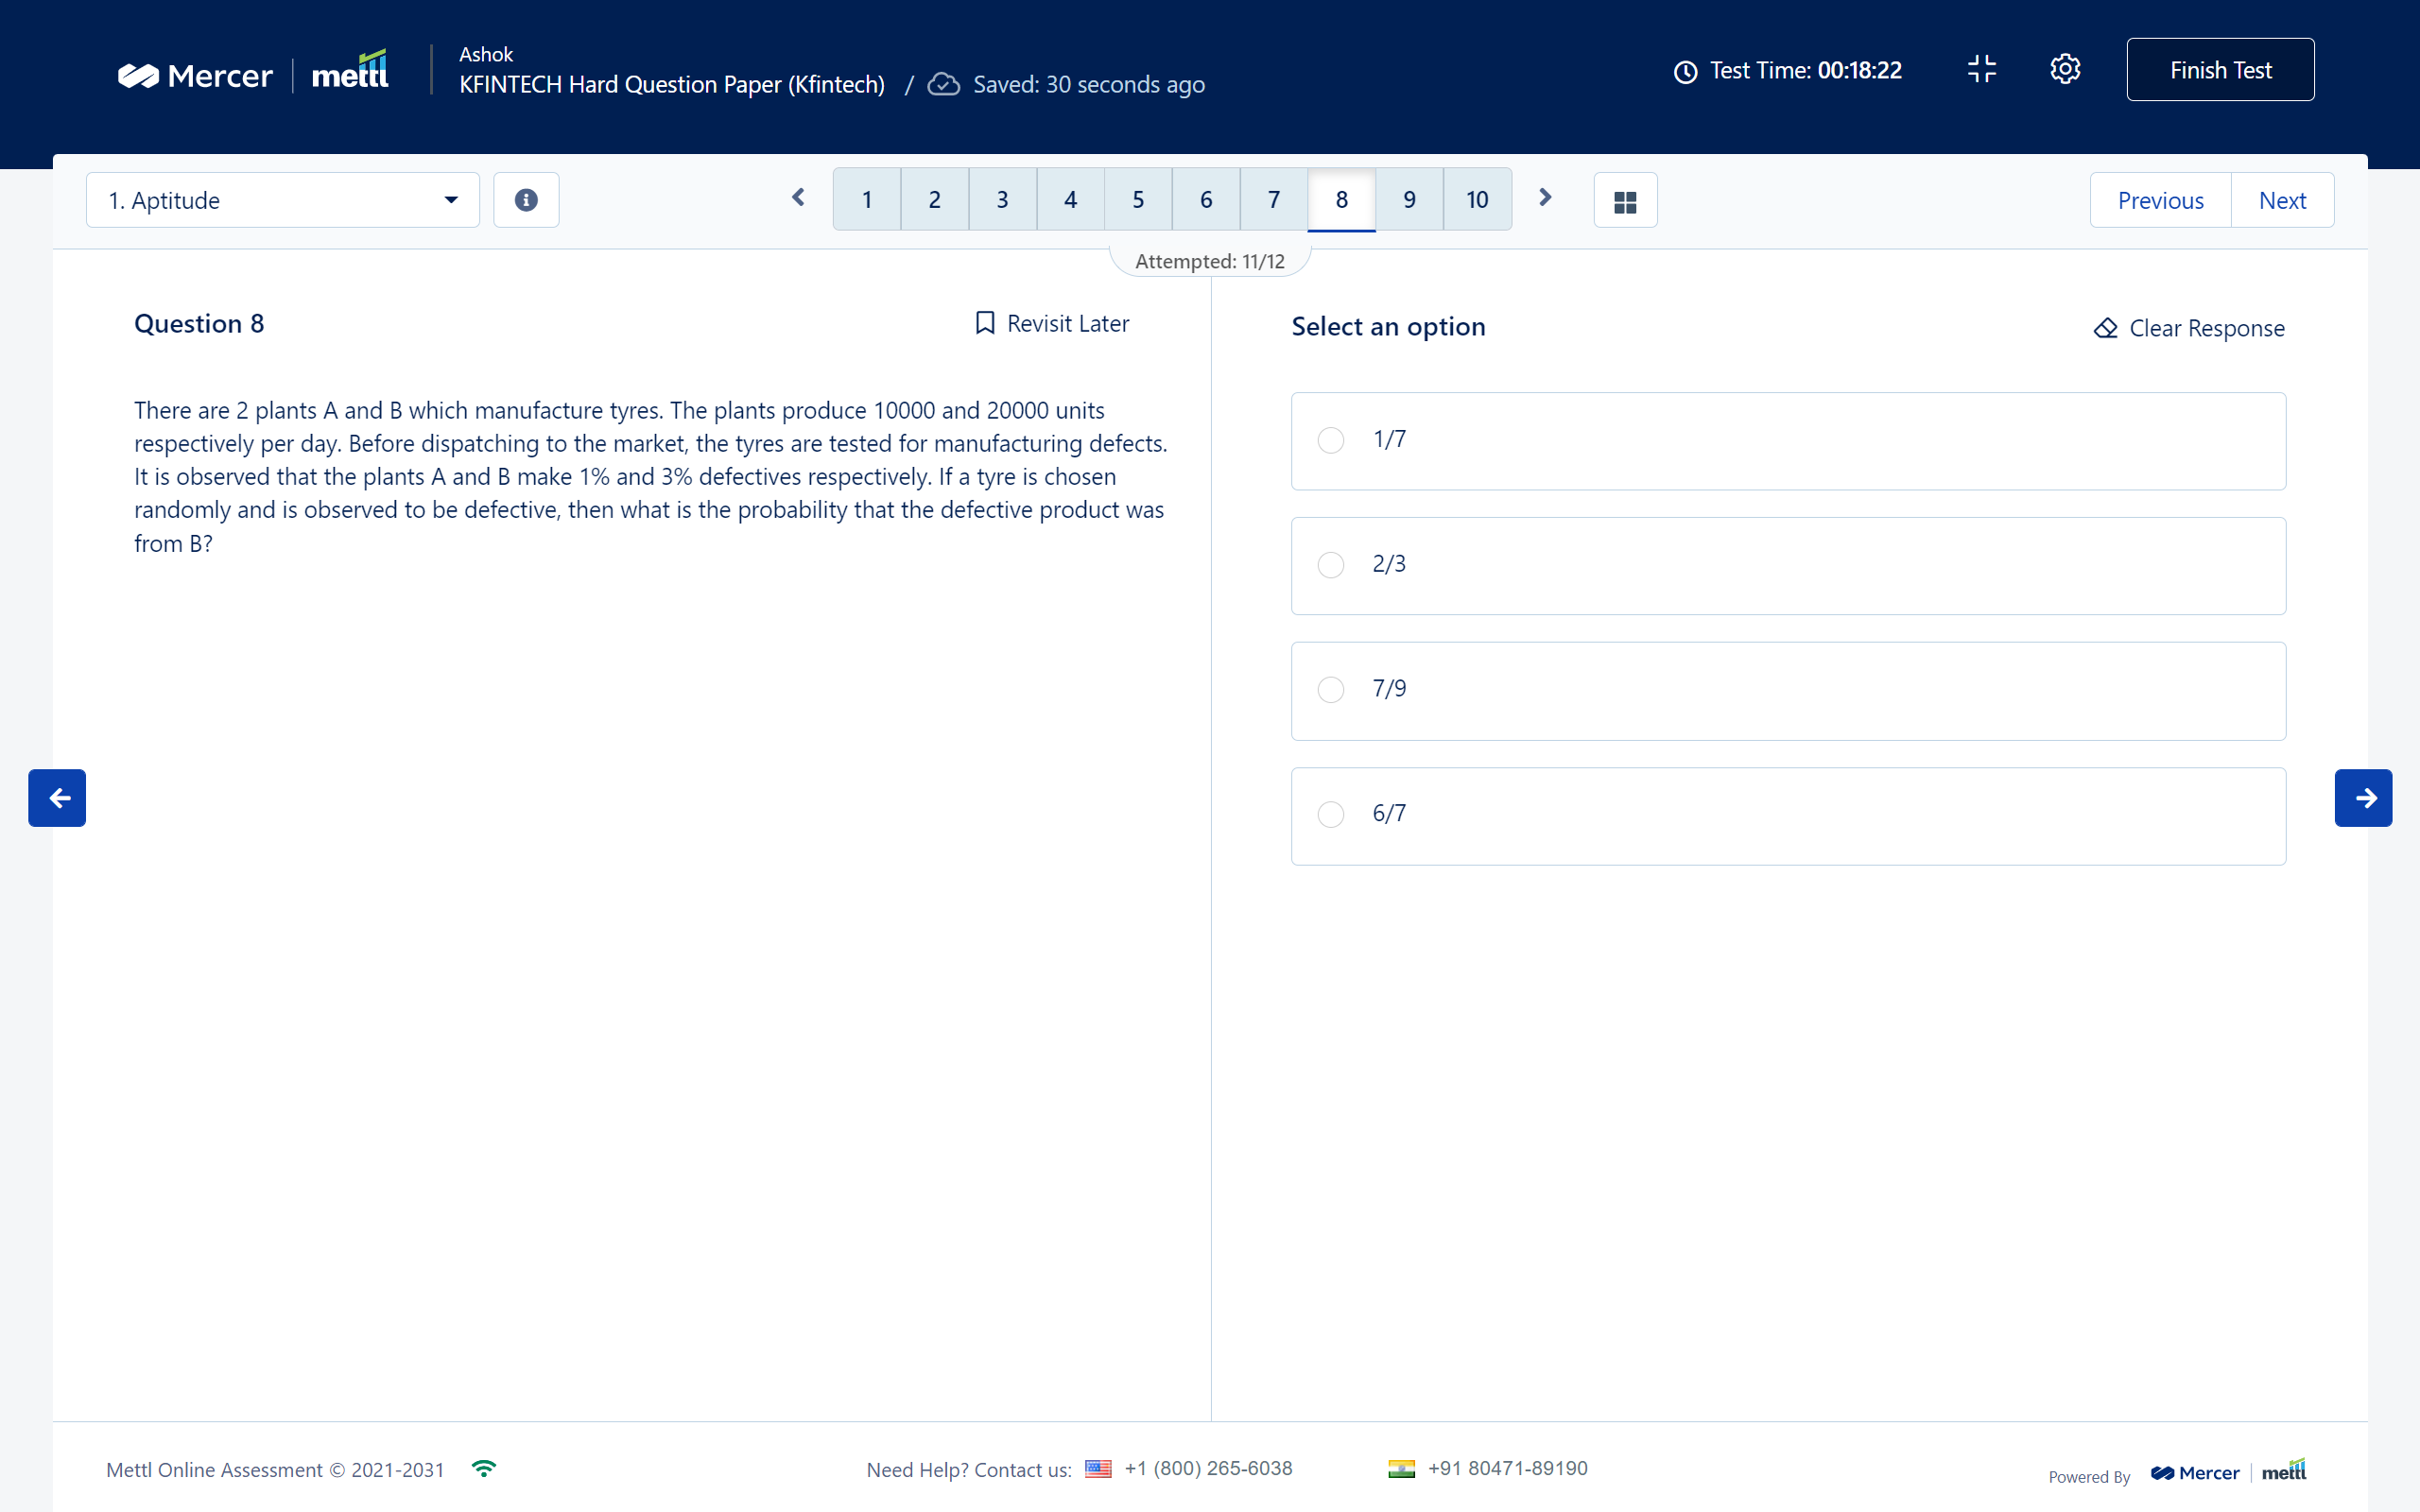 Mercer | mettl
Ashok
KFINTECH Hard Question Paper (Kfintech) / Saved: 30 seconds ago
Test Time: 00:18:22
Finish Test
1. Aptitude
1 2 3 4 5 6 7 8 9 10
Previous
Next
Attempted: 11/12
Question 8
Revisit Later
There are 2 plants A and B which manufacture tyres. The plants produce 10000 and 20000 units
respectively per day. Before dispatching to the market, the tyres are tested for manufacturing defects.
It is observed that the plants A and B make 1% and 3% defectives respectively. If a tyre is chosen
randomly and is observed to be defective, then what is the probability that the defective product was
from B?
Select an option
Clear Response
1/7
2/3
7/9
6/7
Mettl Online Assessment © 2021-2031
Need Help? Contact us: +1 (800) 265-6038 +91 80471-89190
Powered By Mercer | mettl